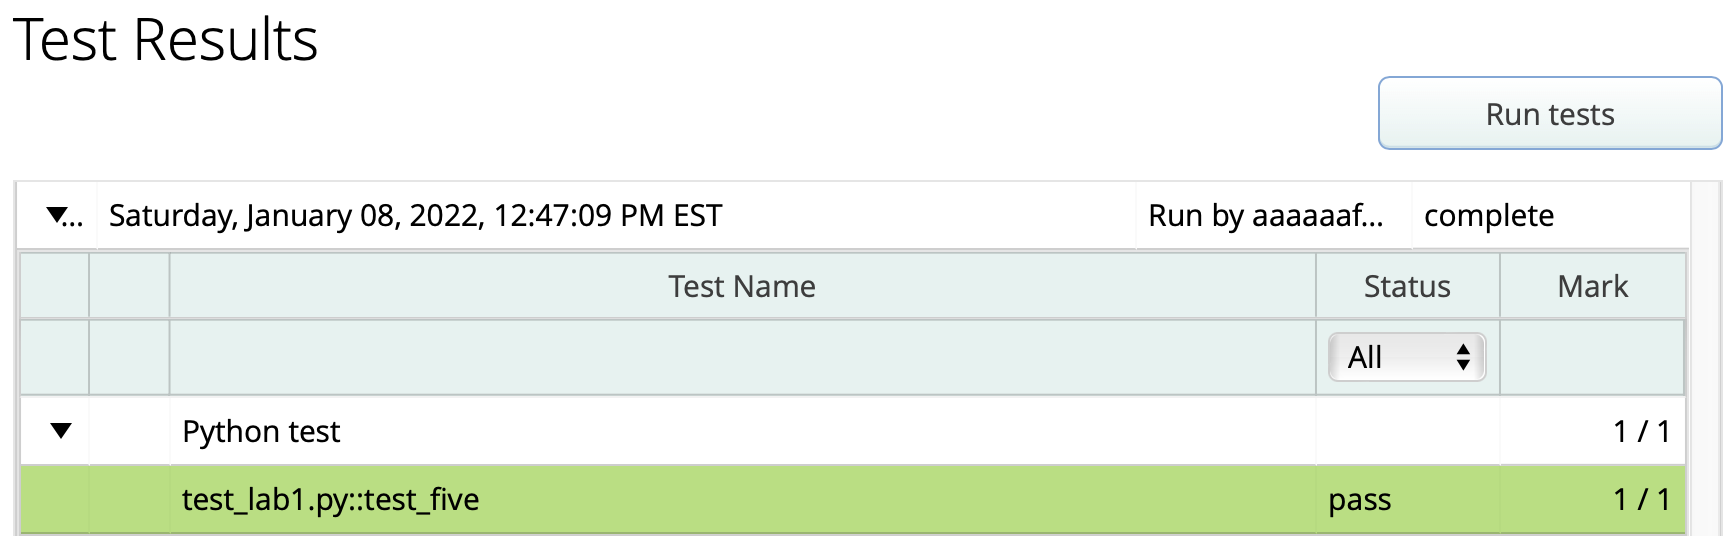 Test Results
Run tests
... Saturday, January 08, 2022, 12:47:09 PM EST Run by aaaaaaf... complete
Test Name Status Mark
All
Python test 1 / 1
test_lab1.py::test_five pass 1 / 1